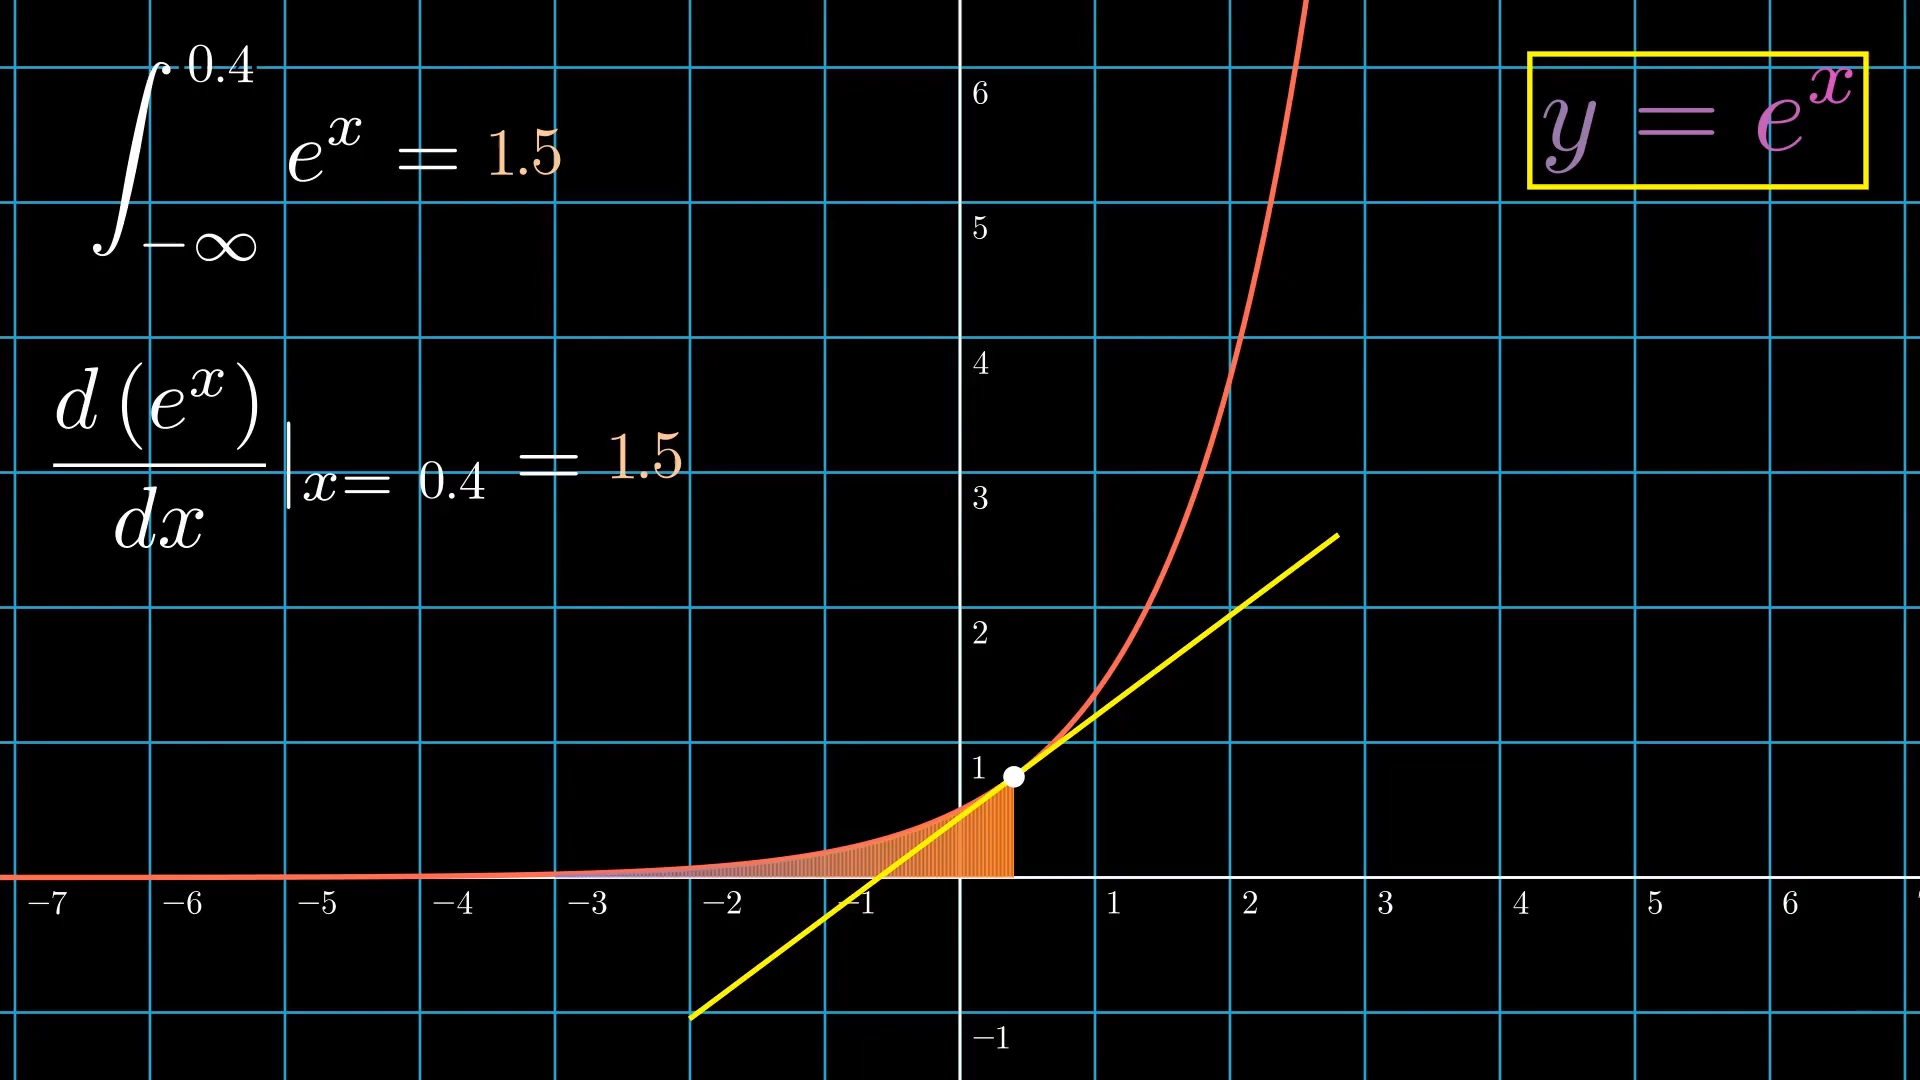 ∫_{−∞}^{0.4} e^x = 1.5
y = e^x
d(e^x)/dx |_{x= 0.4} = 1.5
6
5
4
3
2
1
−7 −6 −5 −4 −3 −2 −1 1 2 3 4 5 6
−1